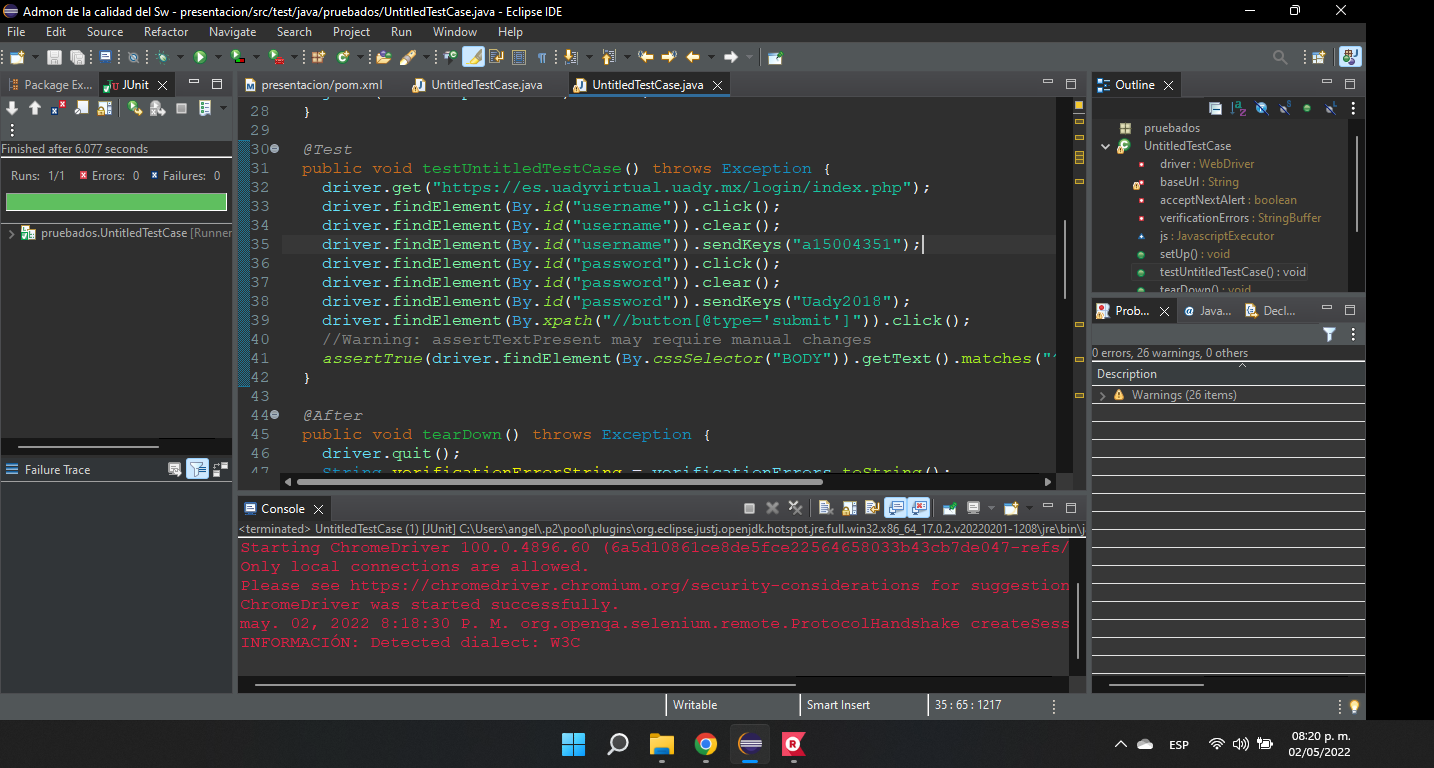 Admon de la calidad del Sw - presentacion/src/test/java/pruebados/UntitledTestCase.java - Eclipse IDE
File Edit Source Refactor Navigate Search Project Run Window Help
Package Ex... JUnit
Finished after 6.077 seconds
Runs: 1/1 Errors: 0 Failures: 0
pruebados.UntitledTestCase [Runner
Failure Trace
presentacion/pom.xml UntitledTestCase.java UntitledTestCase.java
28 }
29
30 @Test
31 public void testUntitledTestCase() throws Exception {
32 driver.get("https://es.uadyvirtual.uady.mx/login/index.php");
33 driver.findElement(By.id("username")).click();
34 driver.findElement(By.id("username")).clear();
35 driver.findElement(By.id("username")).sendKeys("a15004351");
36 driver.findElement(By.id("password")).click();
37 driver.findElement(By.id("password")).clear();
38 driver.findElement(By.id("password")).sendKeys("Uady2018");
39 driver.findElement(By.xpath("//button[@type='submit']")).click();
40 //Warning: assertTextPresent may require manual changes
41 assertTrue(driver.findElement(By.cssSelector("BODY")).getText().matches("^
42 }
43
44 @After
45 public void tearDown() throws Exception {
46 driver.quit();
47 String verificationErrorString = verificationErrors.toString();
Console
<terminated> UntitledTestCase (1) [JUnit] C:\Users\angel\.p2\pool\plugins\org.eclipse.justj.openjdk.hotspot.jre.full.win32.x86_64_17.0.2.v20220201-1208\jre\bin\j
Starting ChromeDriver 100.0.4896.60 (6a5d10861ce8de5fce22564658033b43cb7de047-refs/
Only local connections are allowed.
Please see https://chromedriver.chromium.org/security-considerations for suggestion
ChromeDriver was started successfully.
may. 02, 2022 8:18:30 P. M. org.openqa.selenium.remote.ProtocolHandshake createSess
INFORMACIÓN: Detected dialect: W3C
Outline
pruebados
UntitledTestCase
driver : WebDriver
baseUrl : String
acceptNextAlert : boolean
verificationErrors : StringBuffer
js : JavascriptExecutor
setUp() : void
testUntitledTestCase() : void
tearDown() : void
Prob... Java... Decl...
0 errors, 26 warnings, 0 others
Description
Warnings (26 items)
Writable Smart Insert 35 : 65 : 1217
ESP
08:20 p. m.
02/05/2022